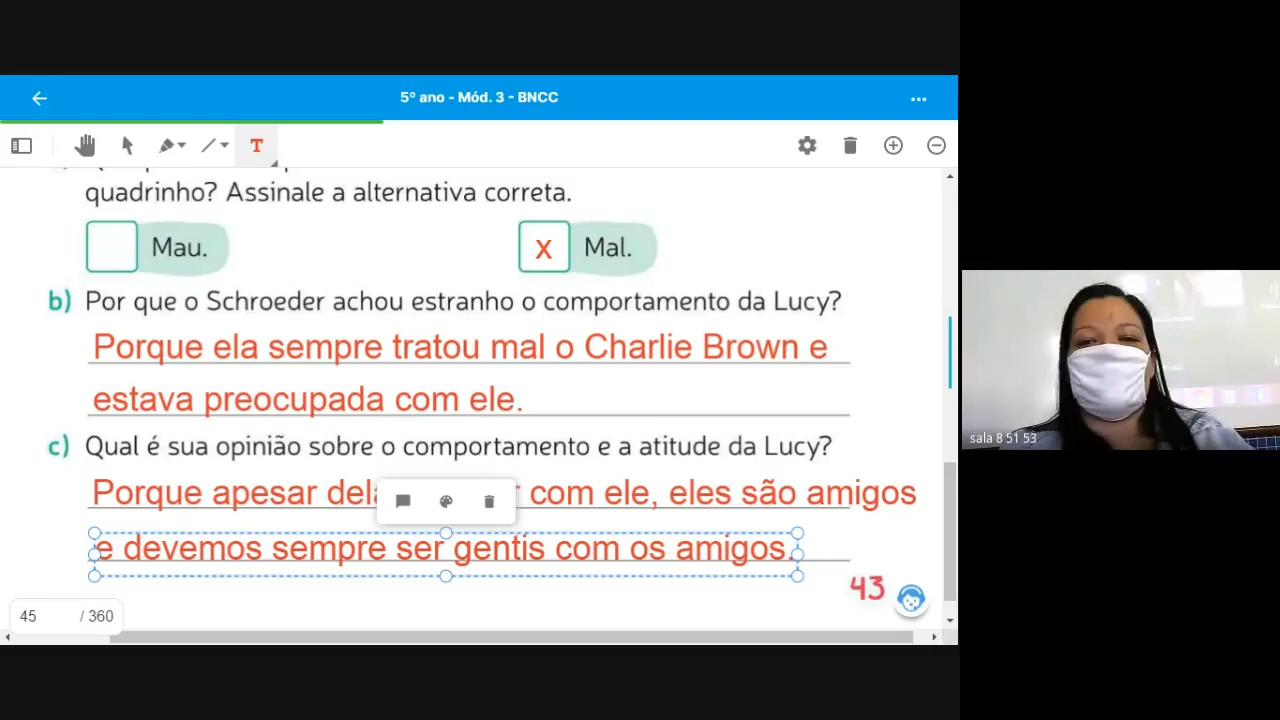 5º ano - Mód. 3 - BNCC
quadrinho? Assinale a alternativa correta.
Mau.
x Mal.
b) Por que o Schroeder achou estranho o comportamento da Lucy?
Porque ela sempre tratou mal o Charlie Brown e
estava preocupada com ele.
c) Qual é sua opinião sobre o comportamento e a atitude da Lucy?
Porque apesar com ele, eles são amigos
e devemos sempre ser gentis com os amigos.
43
45 / 360
sala 8 51 53